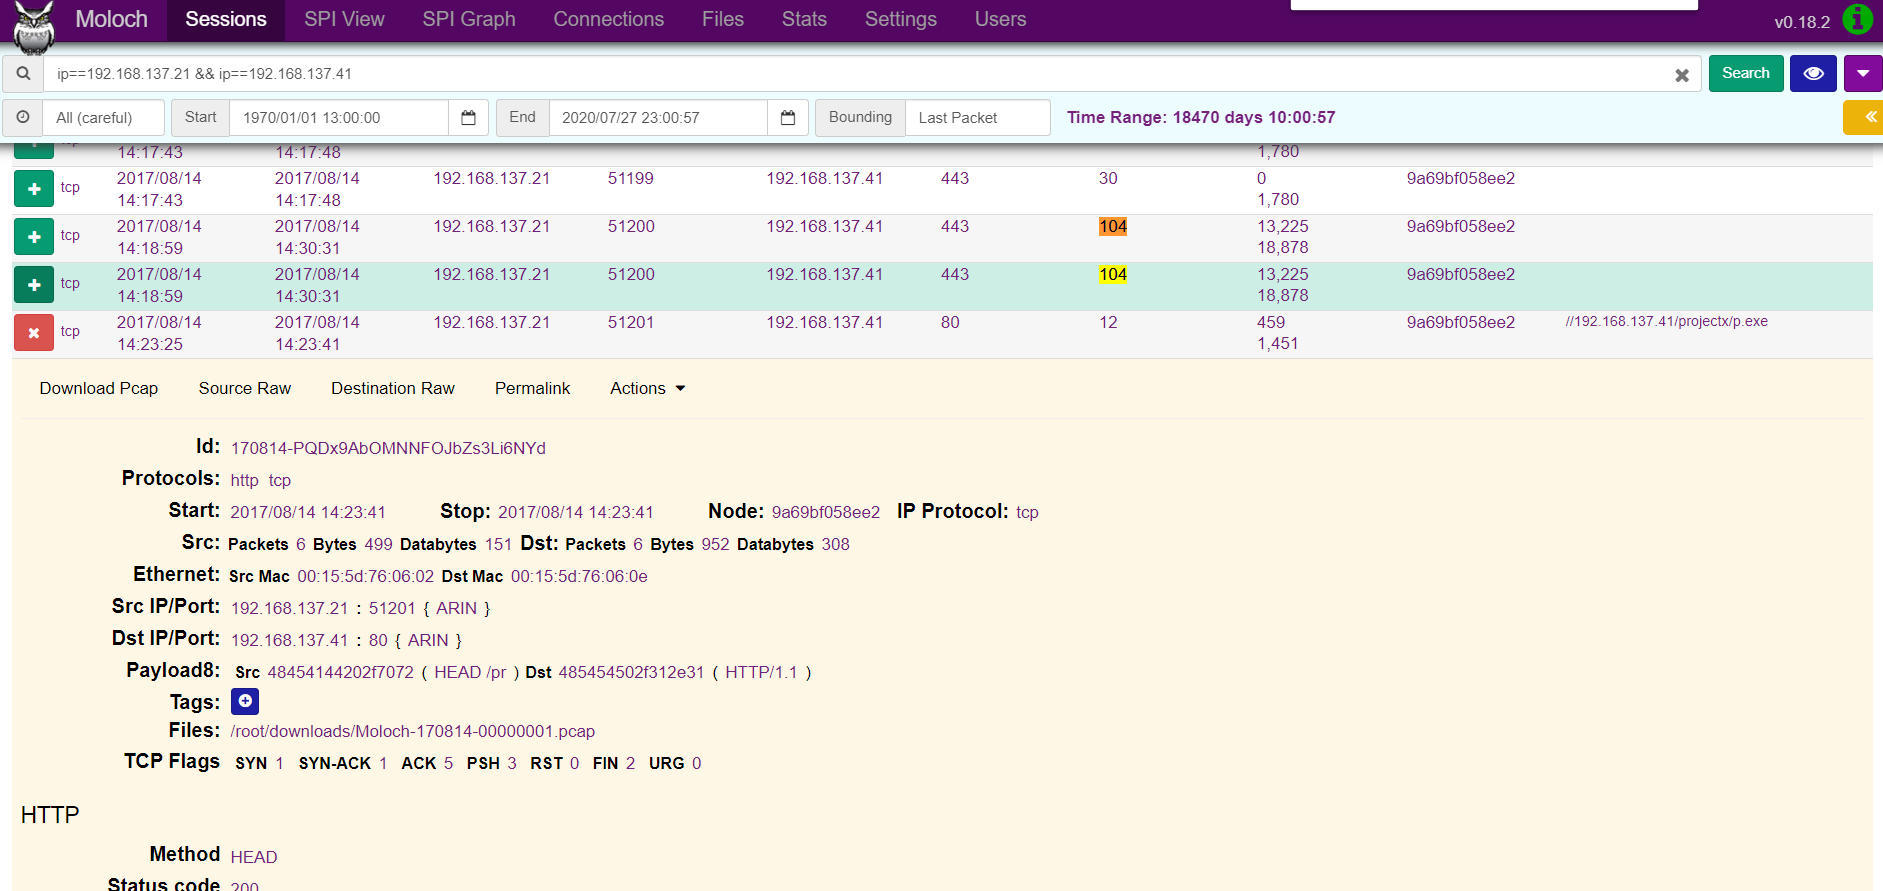 Moloch Sessions SPI View SPI Graph Connections Files Stats Settings Users v0.18.2
ip==192.168.137.21 && ip==192.168.137.41 Search
All (careful) Start 1970/01/01 13:00:00 End 2020/07/27 23:00:57 Bounding Last Packet Time Range: 18470 days 10:00:57
14:17:43 14:17:48 1,780
tcp 2017/08/14 2017/08/14 192.168.137.21 51199 192.168.137.41 443 30 0 9a69bf058ee2
14:17:43 14:17:48 1,780
tcp 2017/08/14 2017/08/14 192.168.137.21 51200 192.168.137.41 443 104 13,225 9a69bf058ee2
14:18:59 14:30:31 18,878
tcp 2017/08/14 2017/08/14 192.168.137.21 51200 192.168.137.41 443 104 13,225 9a69bf058ee2
14:18:59 14:30:31 18,878
tcp 2017/08/14 2017/08/14 192.168.137.21 51201 192.168.137.41 80 12 459 9a69bf058ee2 //192.168.137.41/projectx/p.exe
14:23:25 14:23:41 1,451
Download Pcap Source Raw Destination Raw Permalink Actions
Id: 170814-PQDx9AbOMNNFOJbZs3Li6NYd
Protocols: http tcp
Start: 2017/08/14 14:23:41 Stop: 2017/08/14 14:23:41 Node: 9a69bf058ee2 IP Protocol: tcp
Src: Packets 6 Bytes 499 Databytes 151 Dst: Packets 6 Bytes 952 Databytes 308
Ethernet: Src Mac 00:15:5d:76:06:02 Dst Mac 00:15:5d:76:06:0e
Src IP/Port: 192.168.137.21 : 51201 { ARIN }
Dst IP/Port: 192.168.137.41 : 80 { ARIN }
Payload8: Src 48454144202f7072 ( HEAD /pr ) Dst 485454502f312e31 ( HTTP/1.1 )
Tags:
Files: /root/downloads/Moloch-170814-00000001.pcap
TCP Flags SYN 1 SYN-ACK 1 ACK 5 PSH 3 RST 0 FIN 2 URG 0
HTTP
Method HEAD
Status code 200